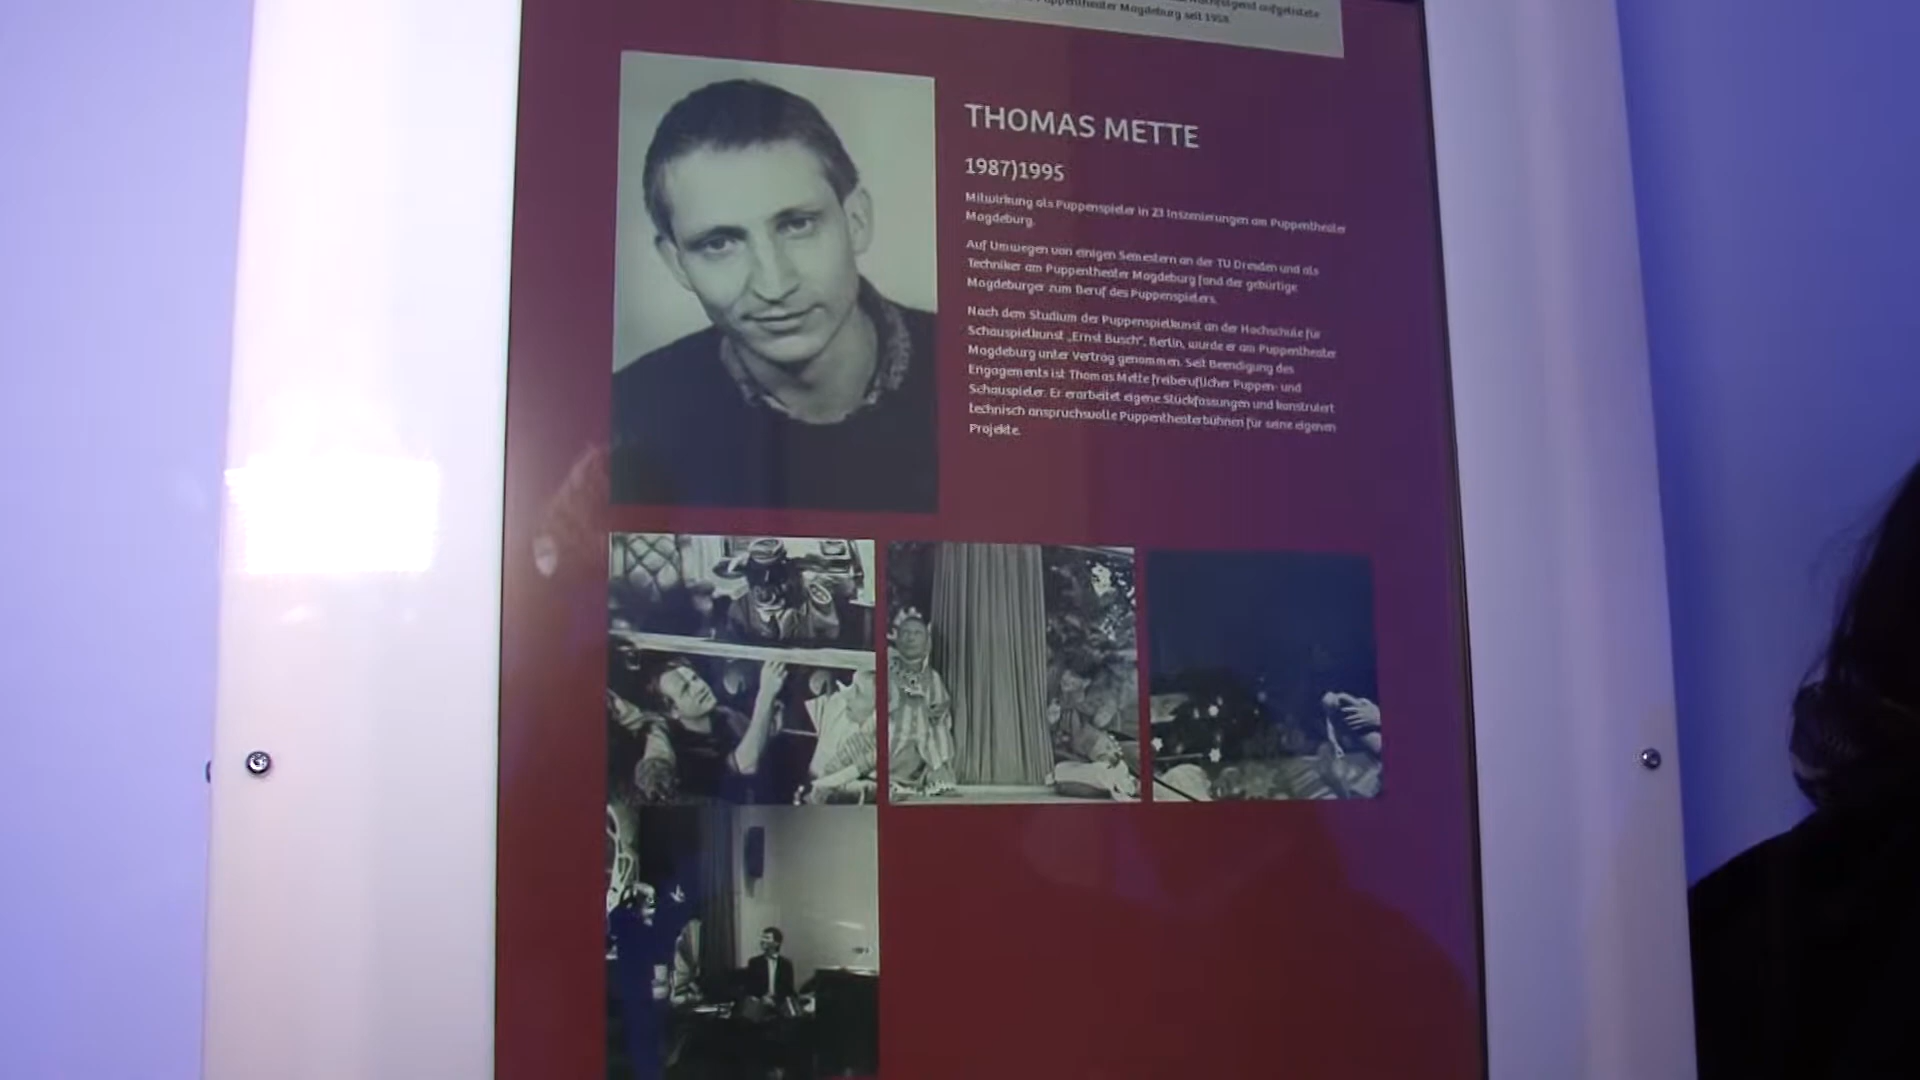 Nachfolgend aufgelistete
Puppentheater Magdeburg seit 1958.
THOMAS METTE
1987)1995
Mitwirkung als Puppenspieler in 23 Inszenierungen am Puppentheater
Magdeburg.
Auf Umwegen von einigen Semestern an der TU Dresden und als
Techniker am Puppentheater Magdeburg fand der gebürtige
Magdeburger zum Beruf des Puppenspielers.
Nach dem Studium der Puppenspielkunst an der Hochschule für
Schauspielkunst „Ernst Busch“, Berlin, wurde er am Puppentheater
Magdeburg unter Vertrag genommen. Seit Beendigung des
Engagements ist Thomas Mette freiberuflicher Puppen- und
Schauspieler. Er erarbeitet eigene Stückfassungen und konstruiert
technisch anspruchsvolle Puppentheaterbühnen für seine eigenen
Projekte.